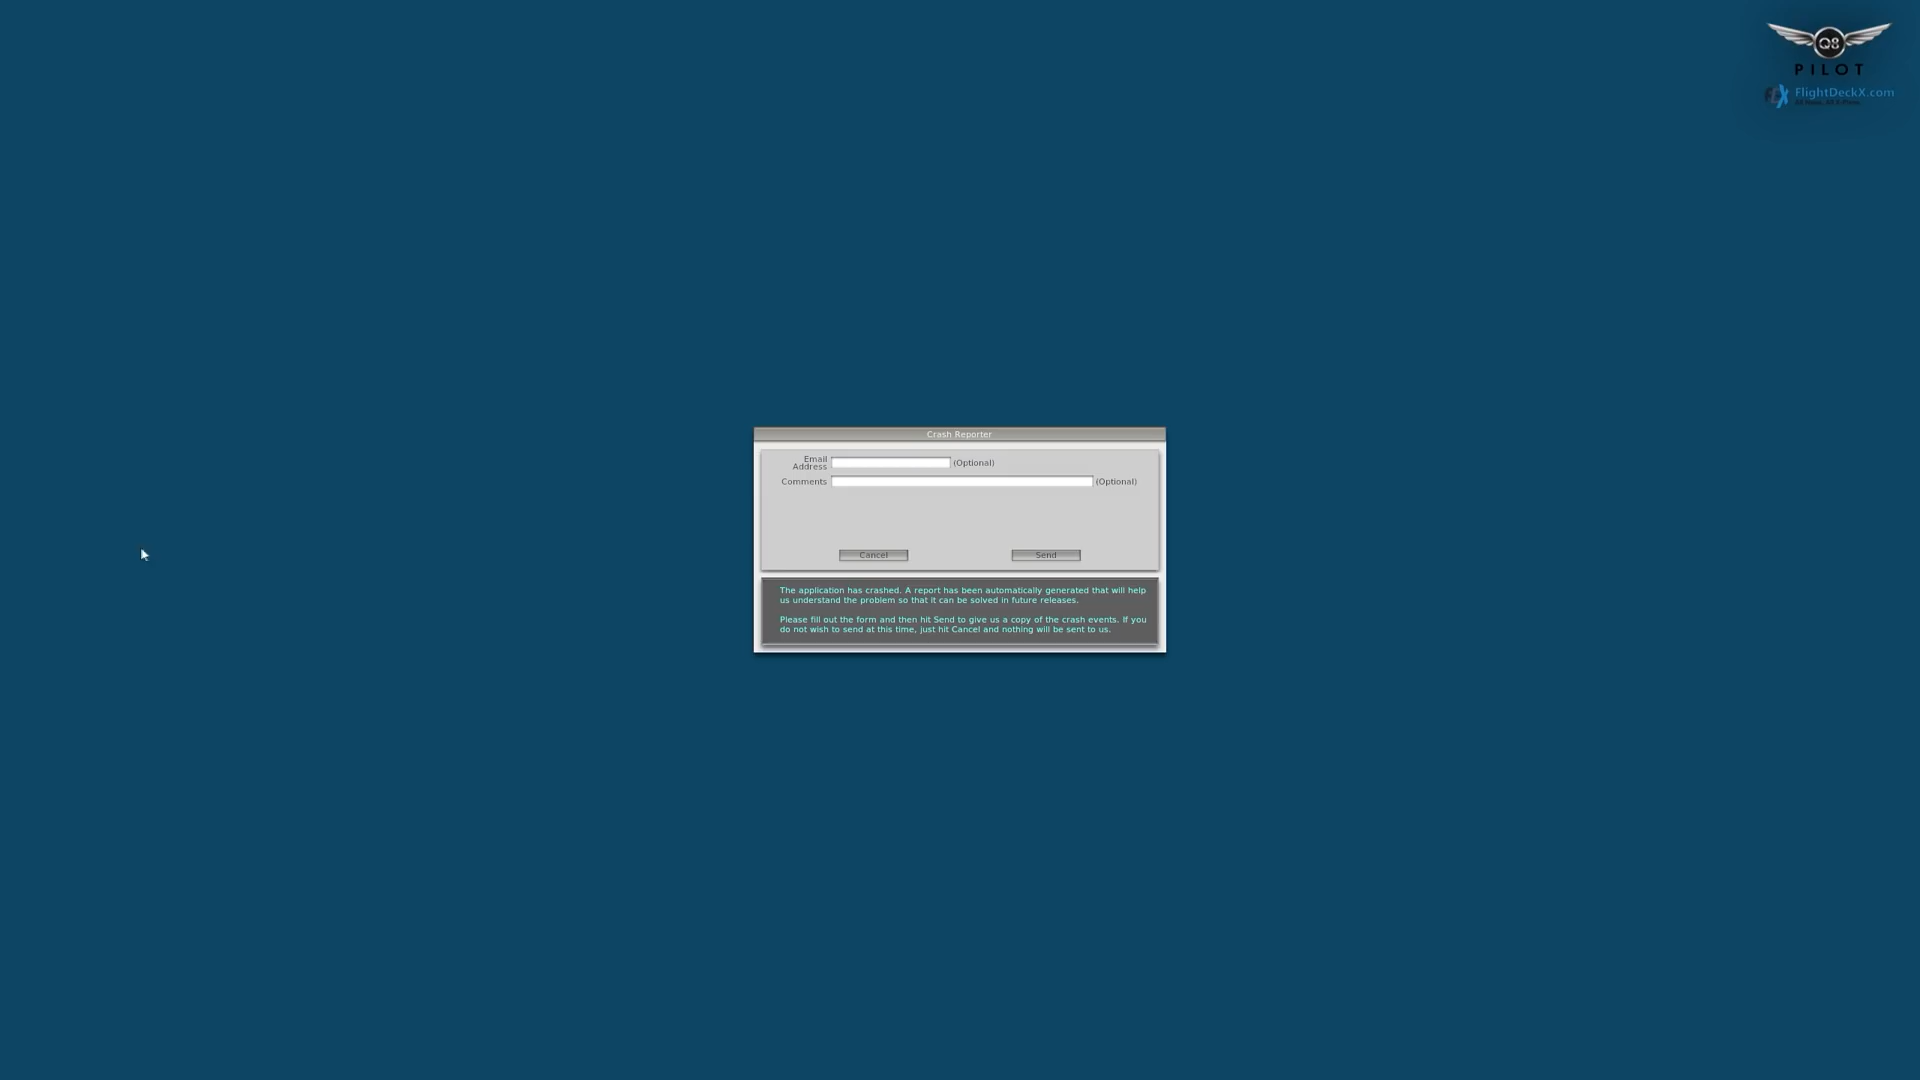 Q8
PILOT
FlightDeckX.com
Crash Reporter
Email
Address
(Optional)
Comments
(Optional)
Cancel
Send
The application has crashed. A report has been automatically generated that will help
us understand the problem so that it can be solved in future releases.
Please fill out the form and then hit Send to give us a copy of the crash events. If you
do not wish to send at this time, just hit Cancel and nothing will be sent to us.